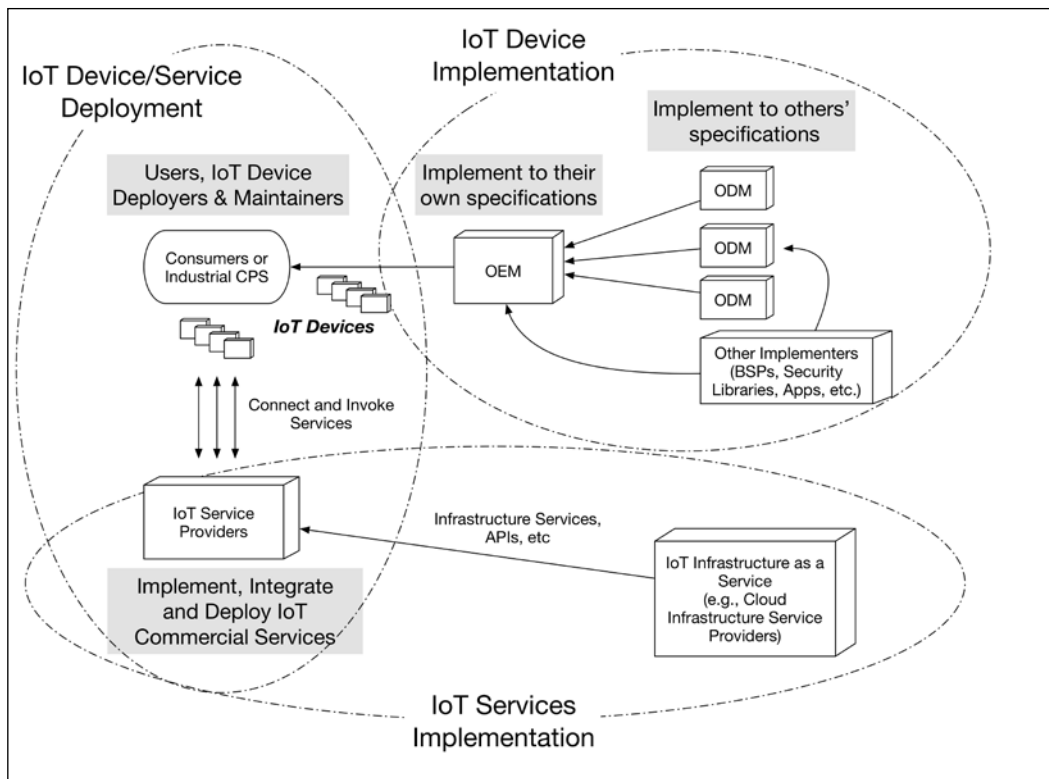 IoT Device
Implementation
IoT Device/Service
Deployment
Implement to others’
specifications
Users, IoT Device
Deployers & Maintainers
Implement to their
own specifications
ODM
Consumers or
Industrial CPS
OEM
ODM
ODM
IoT Devices
Other Implementers
(BSPs, Security
Libraries, Apps, etc.)
Connect and Invoke
Services
IoT Service
Providers
Infrastructure Services,
APIs, etc
IoT Infrastructure as a
Service
(e.g., Cloud
Infrastructure Service
Providers)
Implement, Integrate
and Deploy IoT
Commercial Services
IoT Services
Implementation